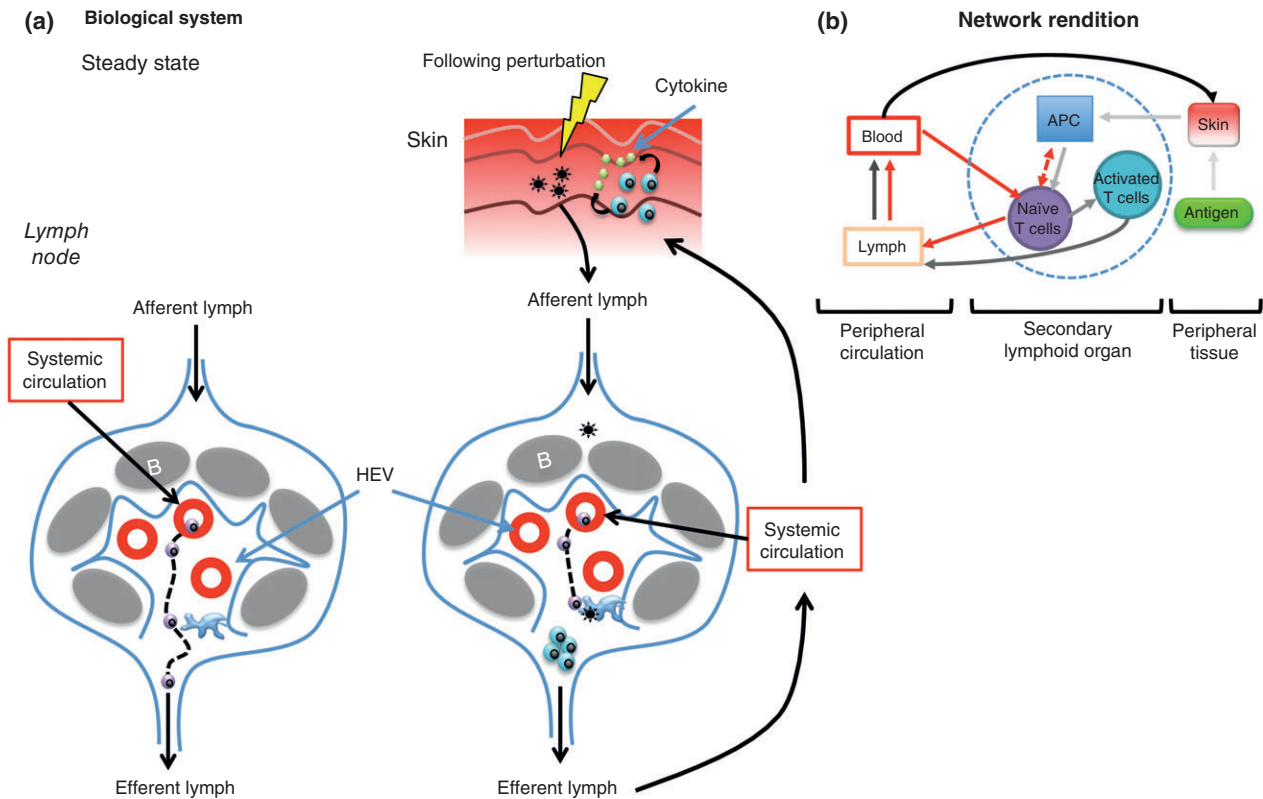 (a)
Biological system
Steady state
Following perturbation
Cytokine
Skin
Lymph
node
Afferent lymph
Afferent lymph
Systemic
circulation
B
HEV
B
Systemic
circulation
Efferent lymph
Efferent lymph
(b)
Network rendition
Blood
APC
Skin
Activated
T cells
Naïve
T cells
Antigen
Lymph
Peripheral
circulation
Secondary
lymphoid organ
Peripheral
tissue